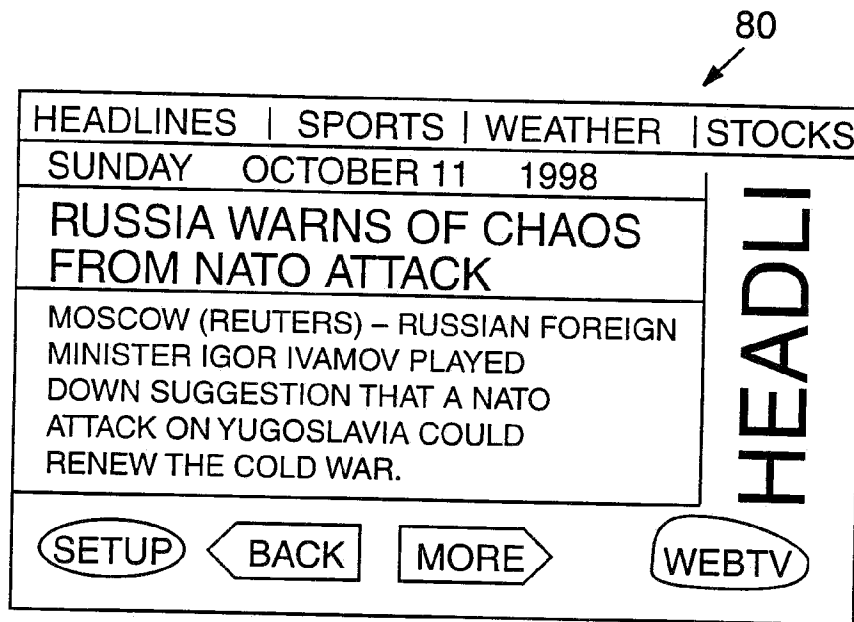 80
HEADLINES | SPORTS | WEATHER | STOCKS
SUNDAY OCTOBER 11 1998
RUSSIA WARNS OF CHAOS
FROM NATO ATTACK
MOSCOW (REUTERS) – RUSSIAN FOREIGN
MINISTER IGOR IVAMOV PLAYED
DOWN SUGGESTION THAT A NATO
ATTACK ON YUGOSLAVIA COULD
RENEW THE COLD WAR.
HEADLI
SETUP BACK MORE WEBTV